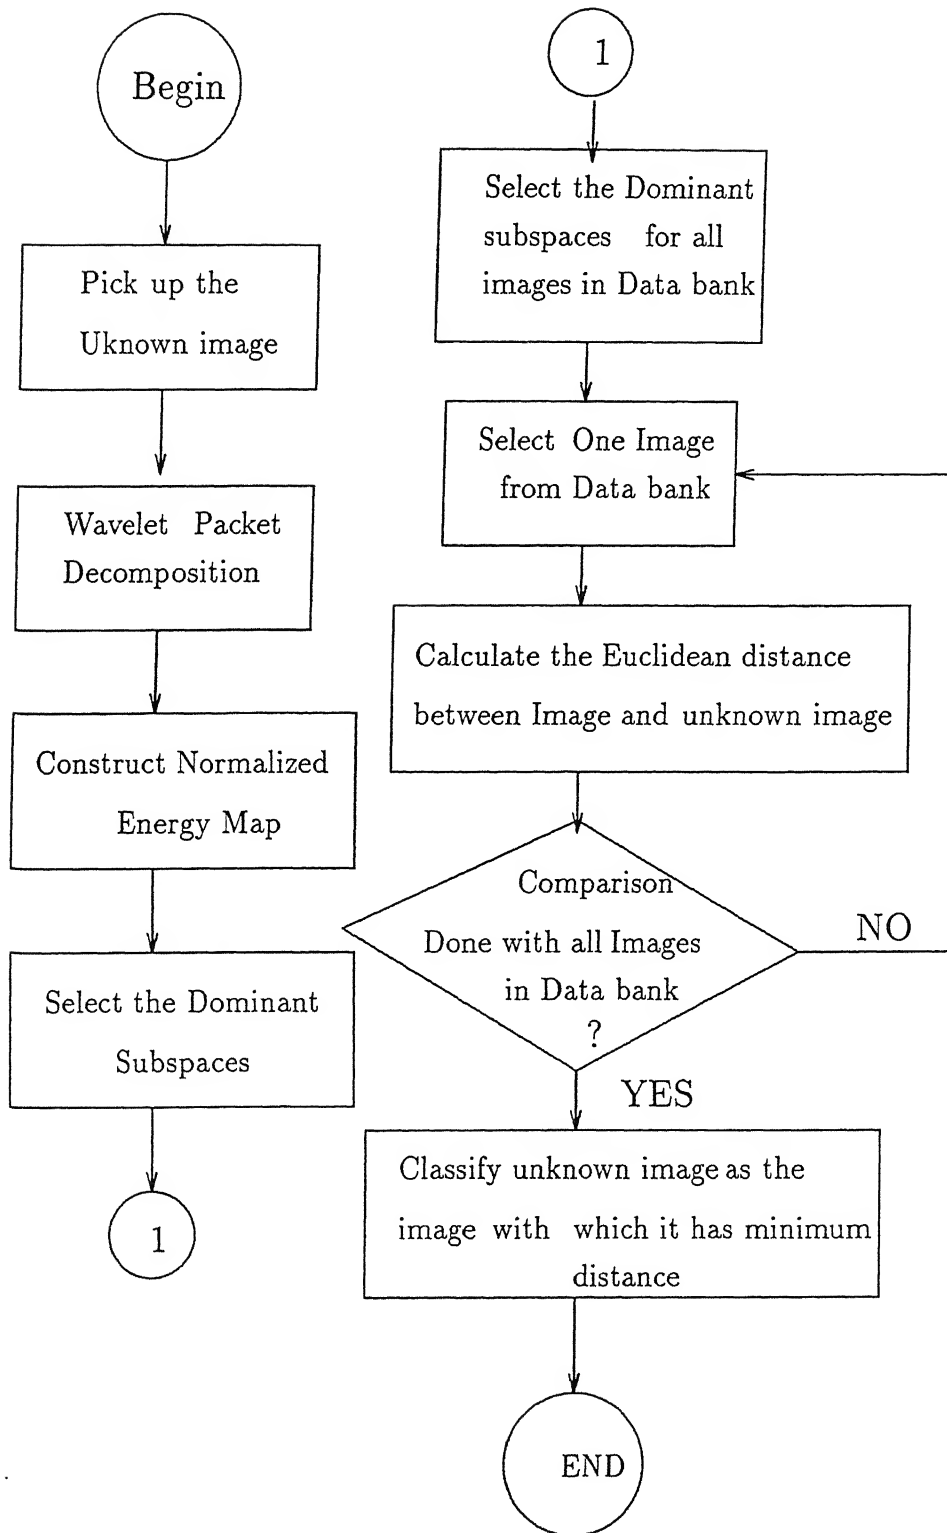 Begin
Pick up the
Uknown image
Wavelet Packet
Decomposition
Construct Normalized
Energy Map
Select the Dominant
Subspaces
1
1
Select the Dominant
subspaces for all
images in Data bank
Select One Image
from Data bank
Calculate the Euclidean distance
between Image and unknown image
Comparison
Done with all Images
in Data bank
?
NO
YES
Classify unknown image as the
image with which it has minimum
distance
END